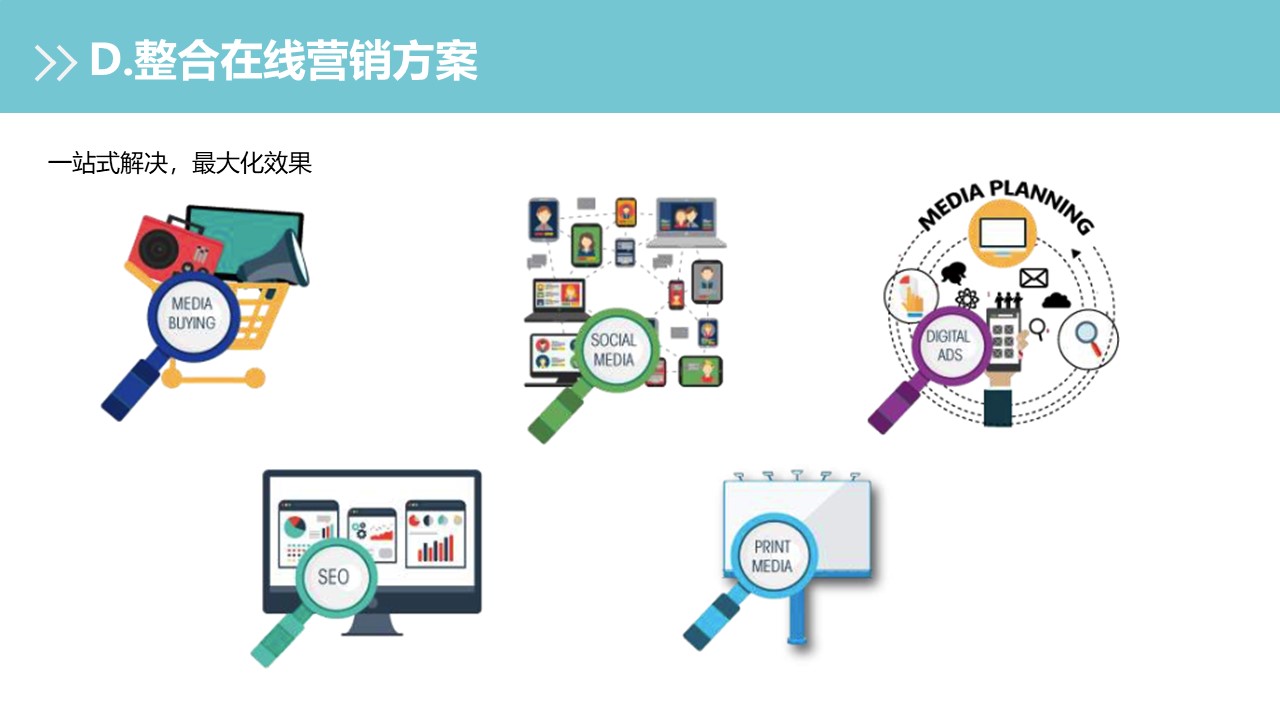 D.整合在线营销方案
一站式解决，最大化效果
MEDIA
BUYING
SOCIAL
MEDIA
MEDIA PLANNING
DIGITAL
ADS
SEO
PRINT
MEDIA